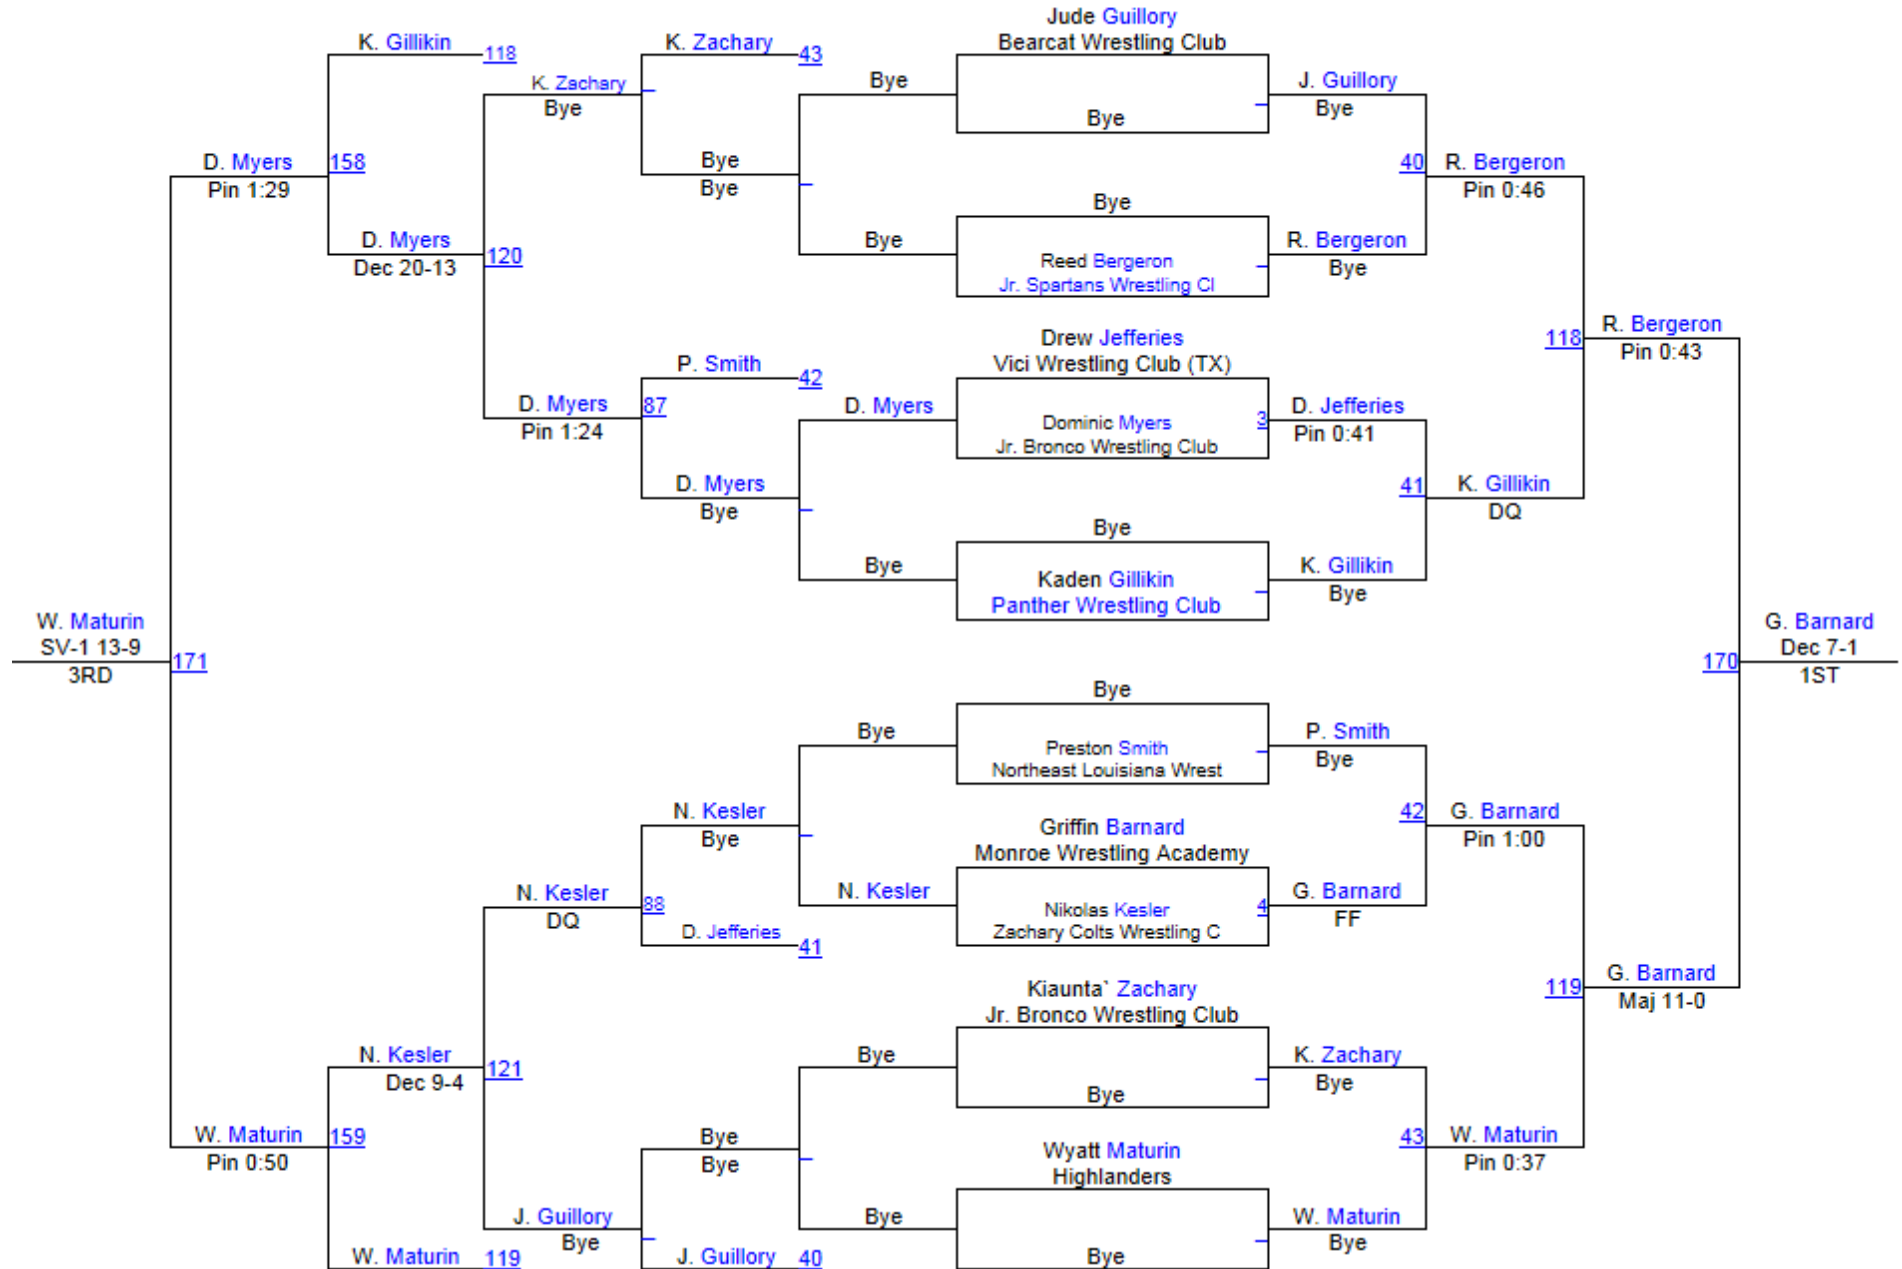 Jude Guillory
K. Gillikin
K. Zachary
Bearcat Wrestling Club
118
43
K. Zachary
Bye
J. Guillory
Bye
Bye
Bye
D. Myers
158
Bye
40
R. Bergeron
Pin 1:29
Bye
Pin 0:46
Bye
D. Myers
Bye
R. Bergeron
Dec 20-13
120
Reed Bergeron
Bye
Jr. Spartans Wrestling Cl
Drew Jefferies
118
R. Bergeron
P. Smith
Vici Wrestling Club (TX)
Pin 0:43
42
D. Myers
87
D. Myers
D. Jefferies
Pin 1:24
Dominic Myers
3
Pin 0:41
Jr. Bronco Wrestling Club
D. Myers
41
K. Gillikin
Bye
DQ
Bye
Bye
Kaden Gillikin
K. Gillikin
Panther Wrestling Club
Bye
W. Maturin
G. Barnard
SV-1 13-9
Dec 7-1
171
170
3RD
1ST
Bye
Bye
Preston Smith
P. Smith
Northeast Louisiana Wrest
Bye
N. Kesler
42
G. Barnard
Bye
Griffin Barnard
Pin 1:00
Monroe Wrestling Academy
N. Kesler
88
N. Kesler
G. Barnard
DQ
Nikolas Kesler
4
FF
D. Jefferies
Zachary Colts Wrestling C
41
Kiaunta` Zachary
119
G. Barnard
Jr. Bronco Wrestling Club
Maj 11-0
N. Kesler
121
Bye
K. Zachary
Dec 9-4
Bye
Bye
W. Maturin
159
Bye
43
W. Maturin
Pin 0:50
Bye
Wyatt Maturin
Pin 0:37
Highlanders
J. Guillory
Bye
W. Maturin
Bye
Bye
W. Maturin
119
J. Guillory
40
Bye